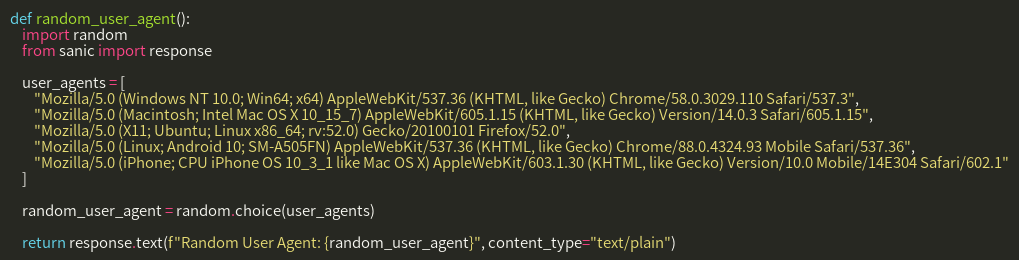 def random_user_agent():
    import random
    from sanic import response

    user_agents = [
        "Mozilla/5.0 (Windows NT 10.0; Win64; x64) AppleWebKit/537.36 (KHTML, like Gecko) Chrome/58.0.3029.110 Safari/537.3",
        "Mozilla/5.0 (Macintosh; Intel Mac OS X 10_15_7) AppleWebKit/605.1.15 (KHTML, like Gecko) Version/14.0.3 Safari/605.1.15",
        "Mozilla/5.0 (X11; Ubuntu; Linux x86_64; rv:52.0) Gecko/20100101 Firefox/52.0",
        "Mozilla/5.0 (Linux; Android 10; SM-A505FN) AppleWebKit/537.36 (KHTML, like Gecko) Chrome/88.0.4324.93 Mobile Safari/537.36",
        "Mozilla/5.0 (iPhone; CPU iPhone OS 10_3_1 like Mac OS X) AppleWebKit/603.1.30 (KHTML, like Gecko) Version/10.0 Mobile/14E304 Safari/602.1"
    ]

    random_user_agent = random.choice(user_agents)

    return response.text(f"Random User Agent: {random_user_agent}", content_type="text/plain")